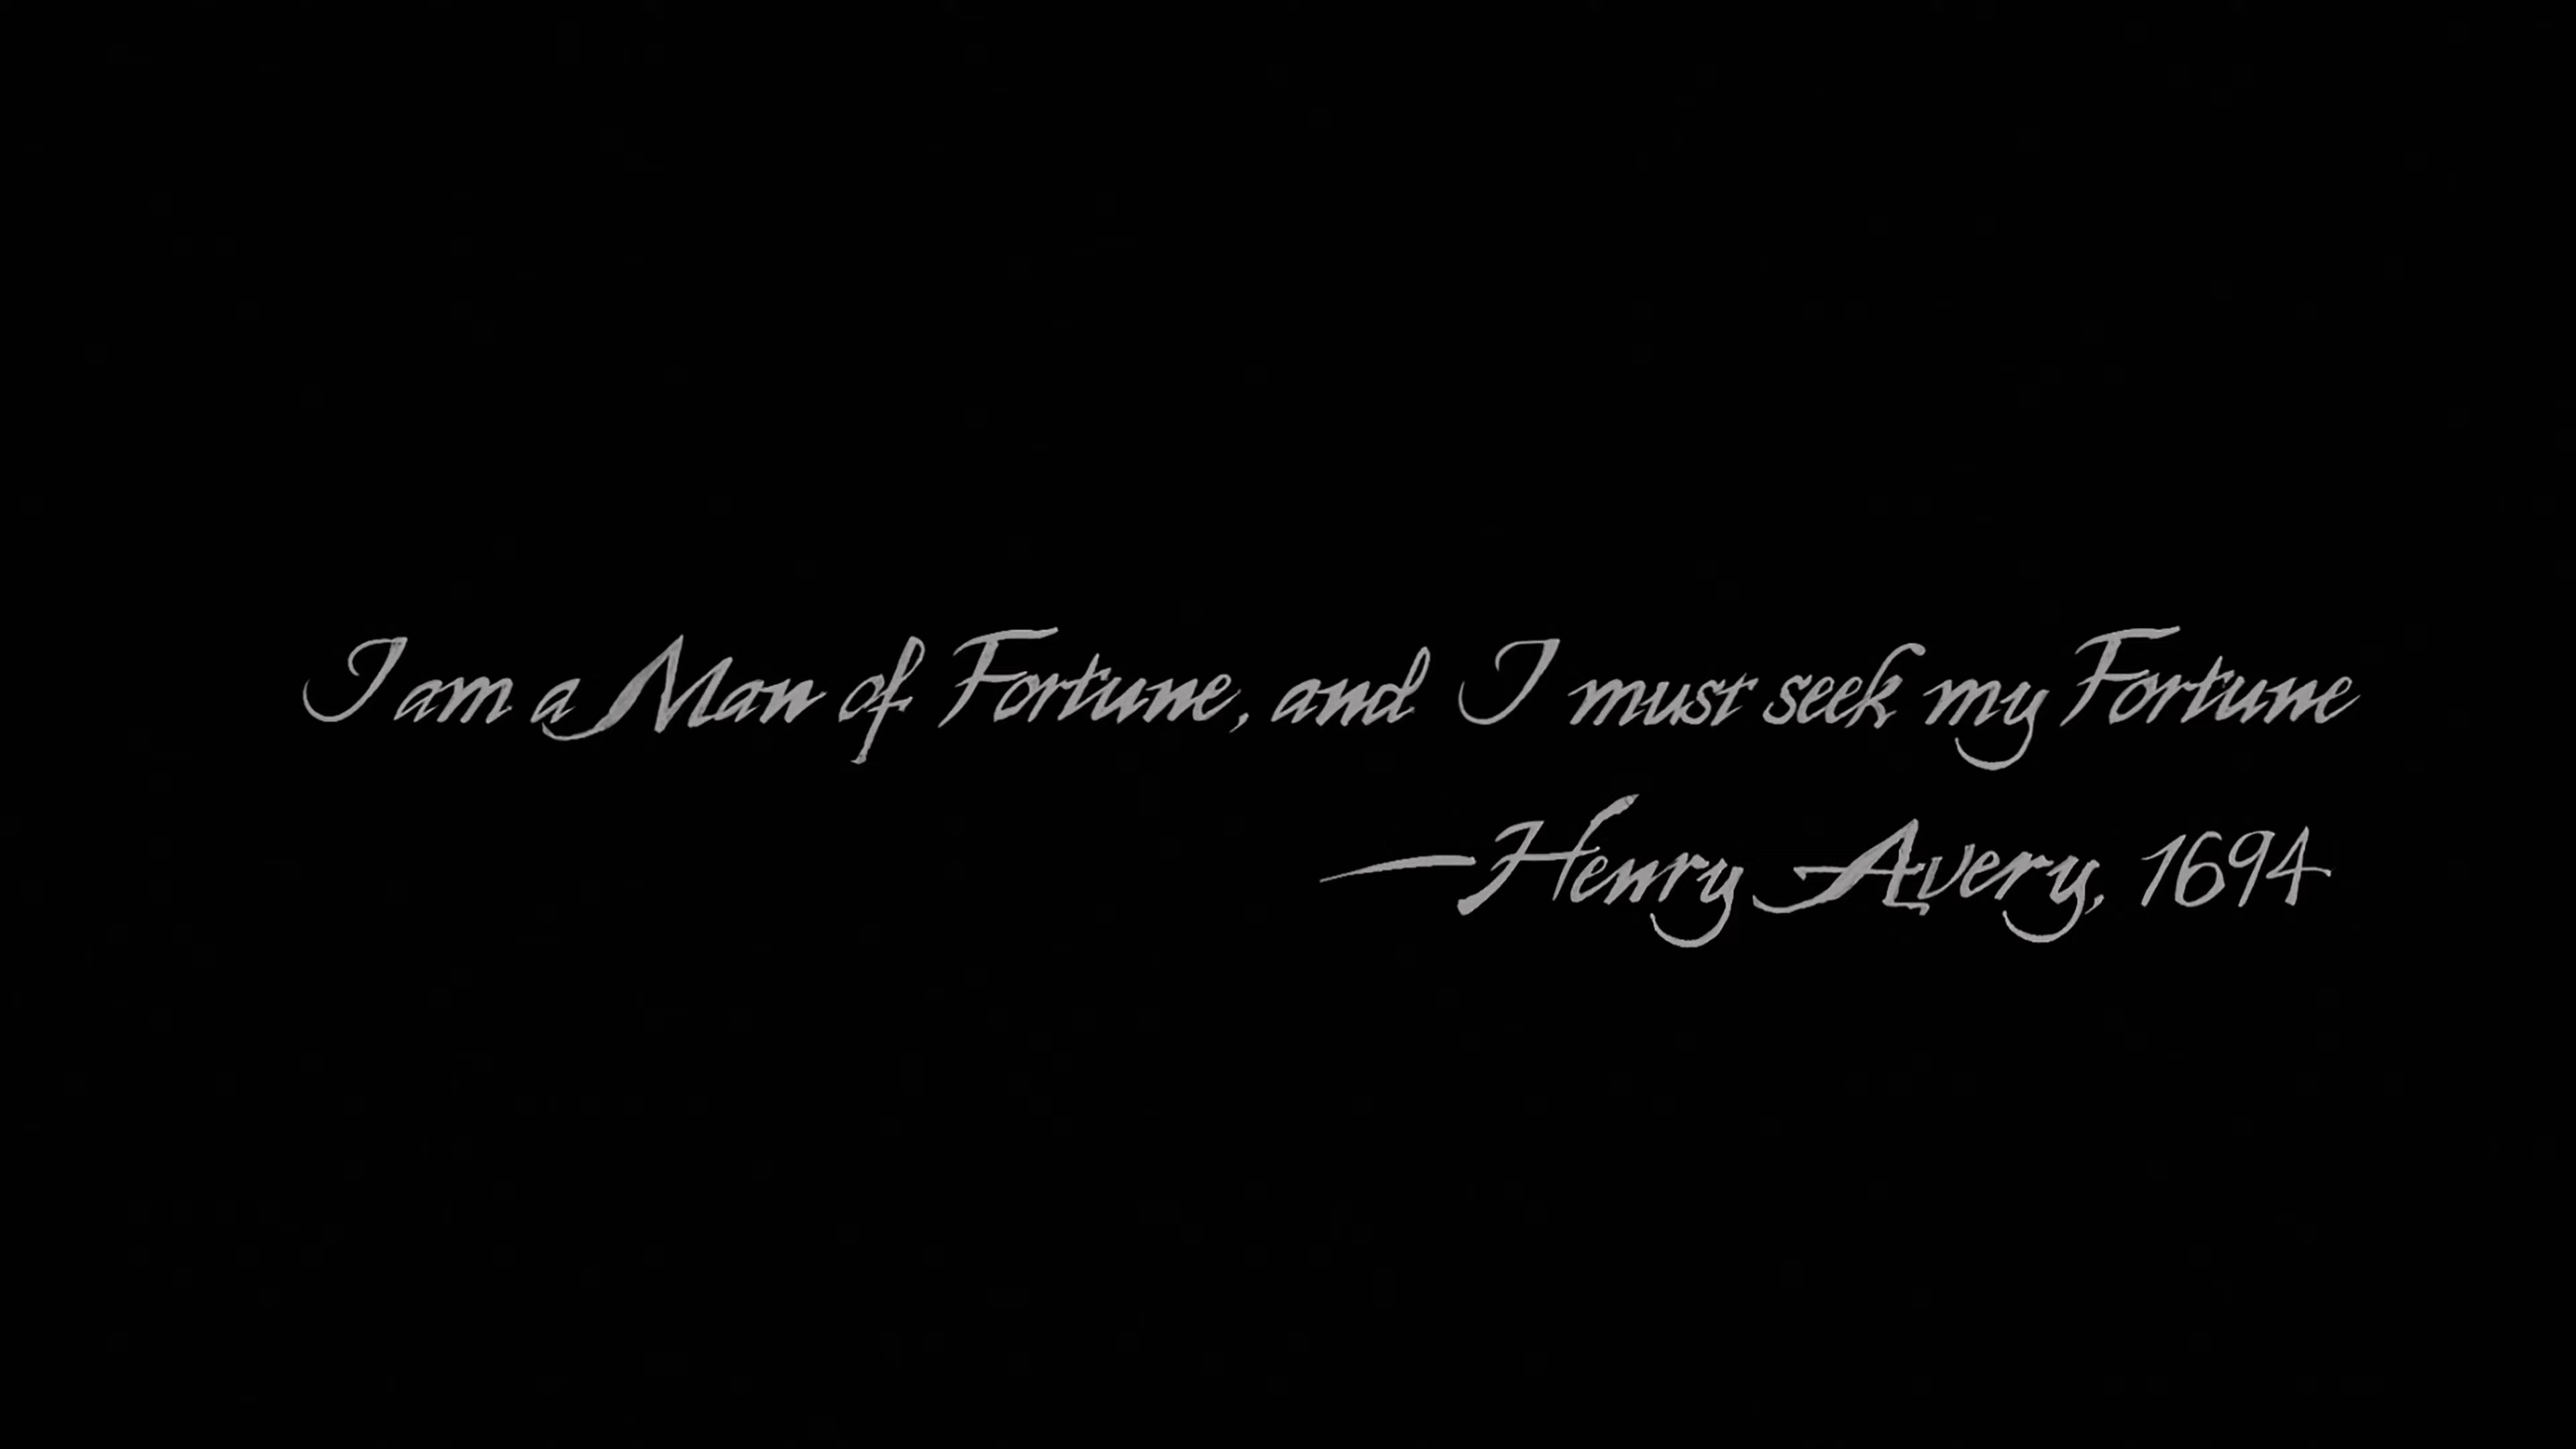 I am a Man of Fortune, and I must seek my Fortune
—Henry Avery, 1694